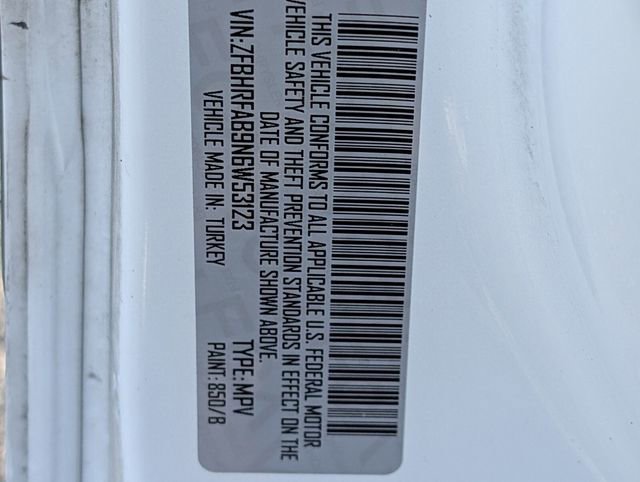 THIS VEHICLE CONFORMS TO ALL APPLICABLE U.S. FEDERAL MOTOR
VEHICLE SAFETY AND THEFT PREVENTION STANDARDS IN EFFECT ON THE
DATE OF MANUFACTURE SHOWN ABOVE.
VIN:ZFBHRFAB9N6W53123 TYPE:MPV
VEHICLE MADE IN: TURKEY PAINT: 850/B